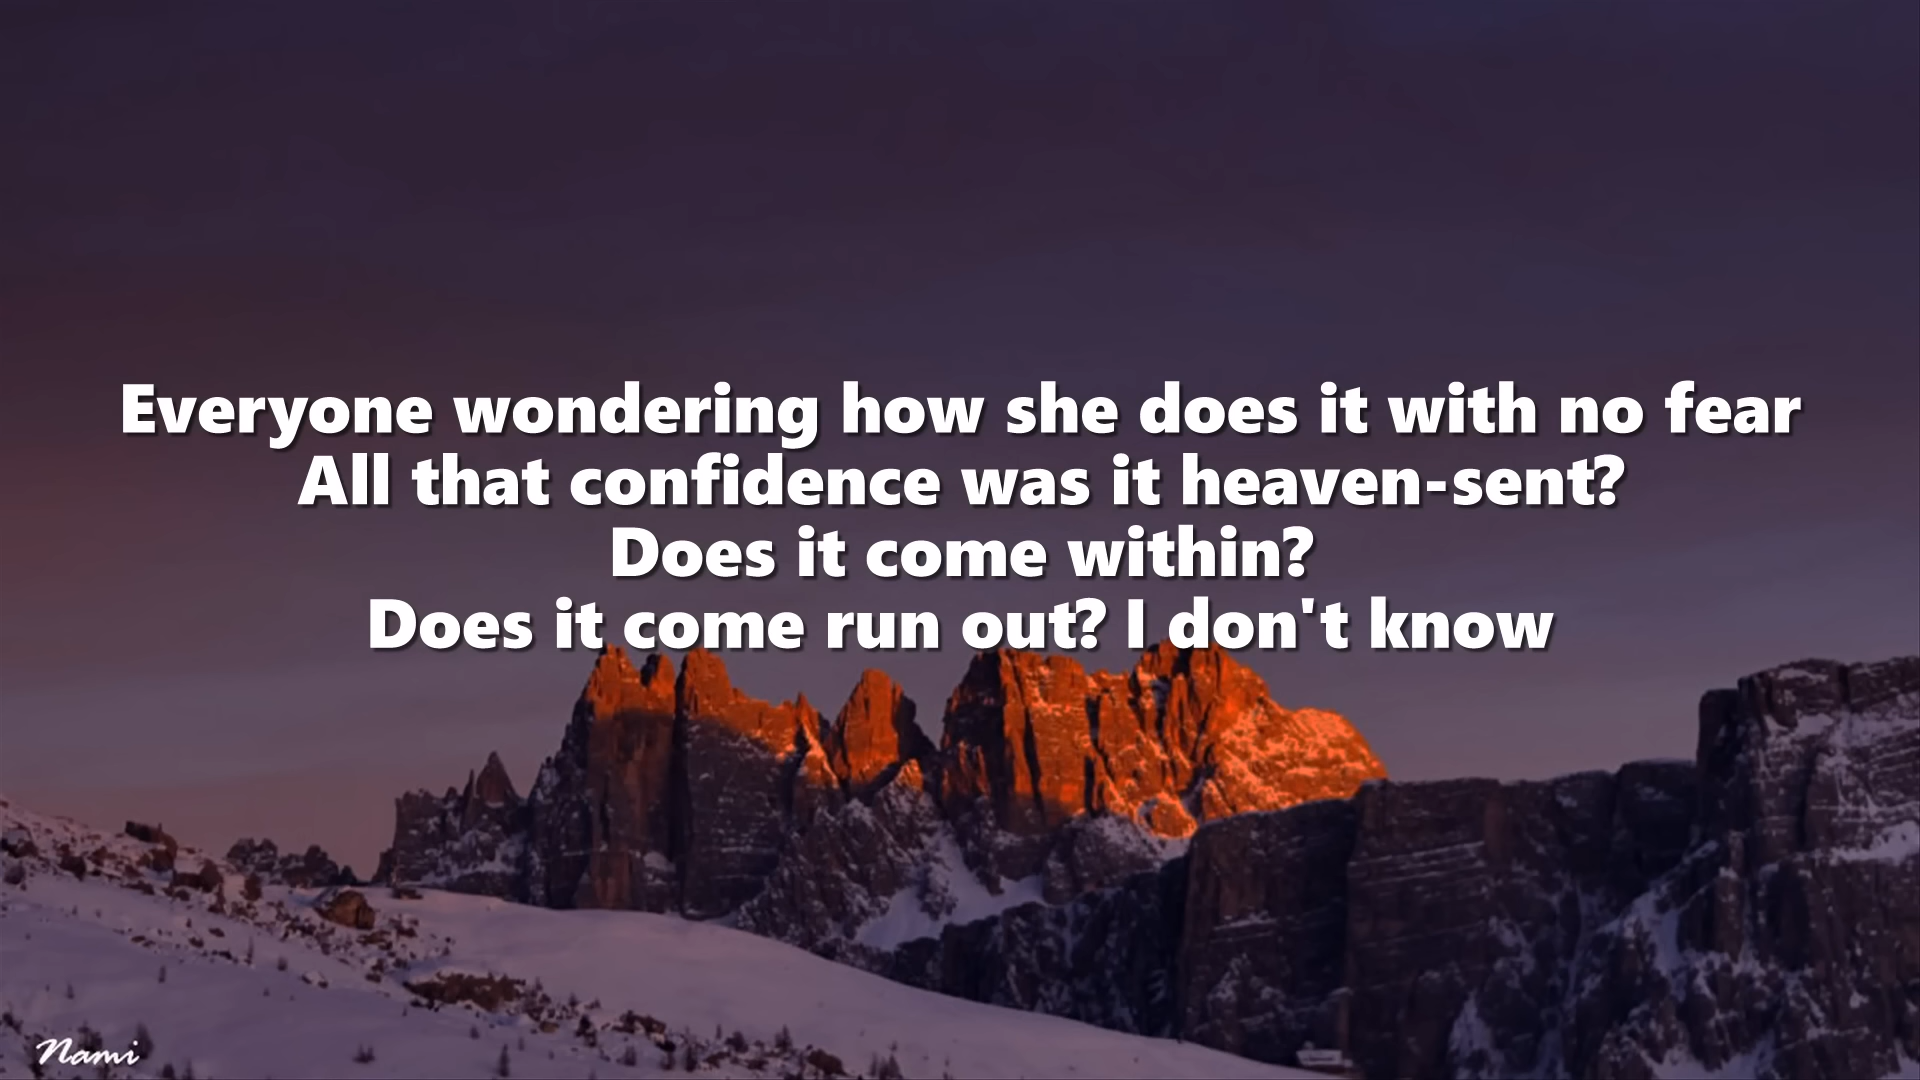 Everyone wondering how she does it with no fear
All that confidence was it heaven-sent?
Does it come within?
Does it come run out? I don't know
Nami